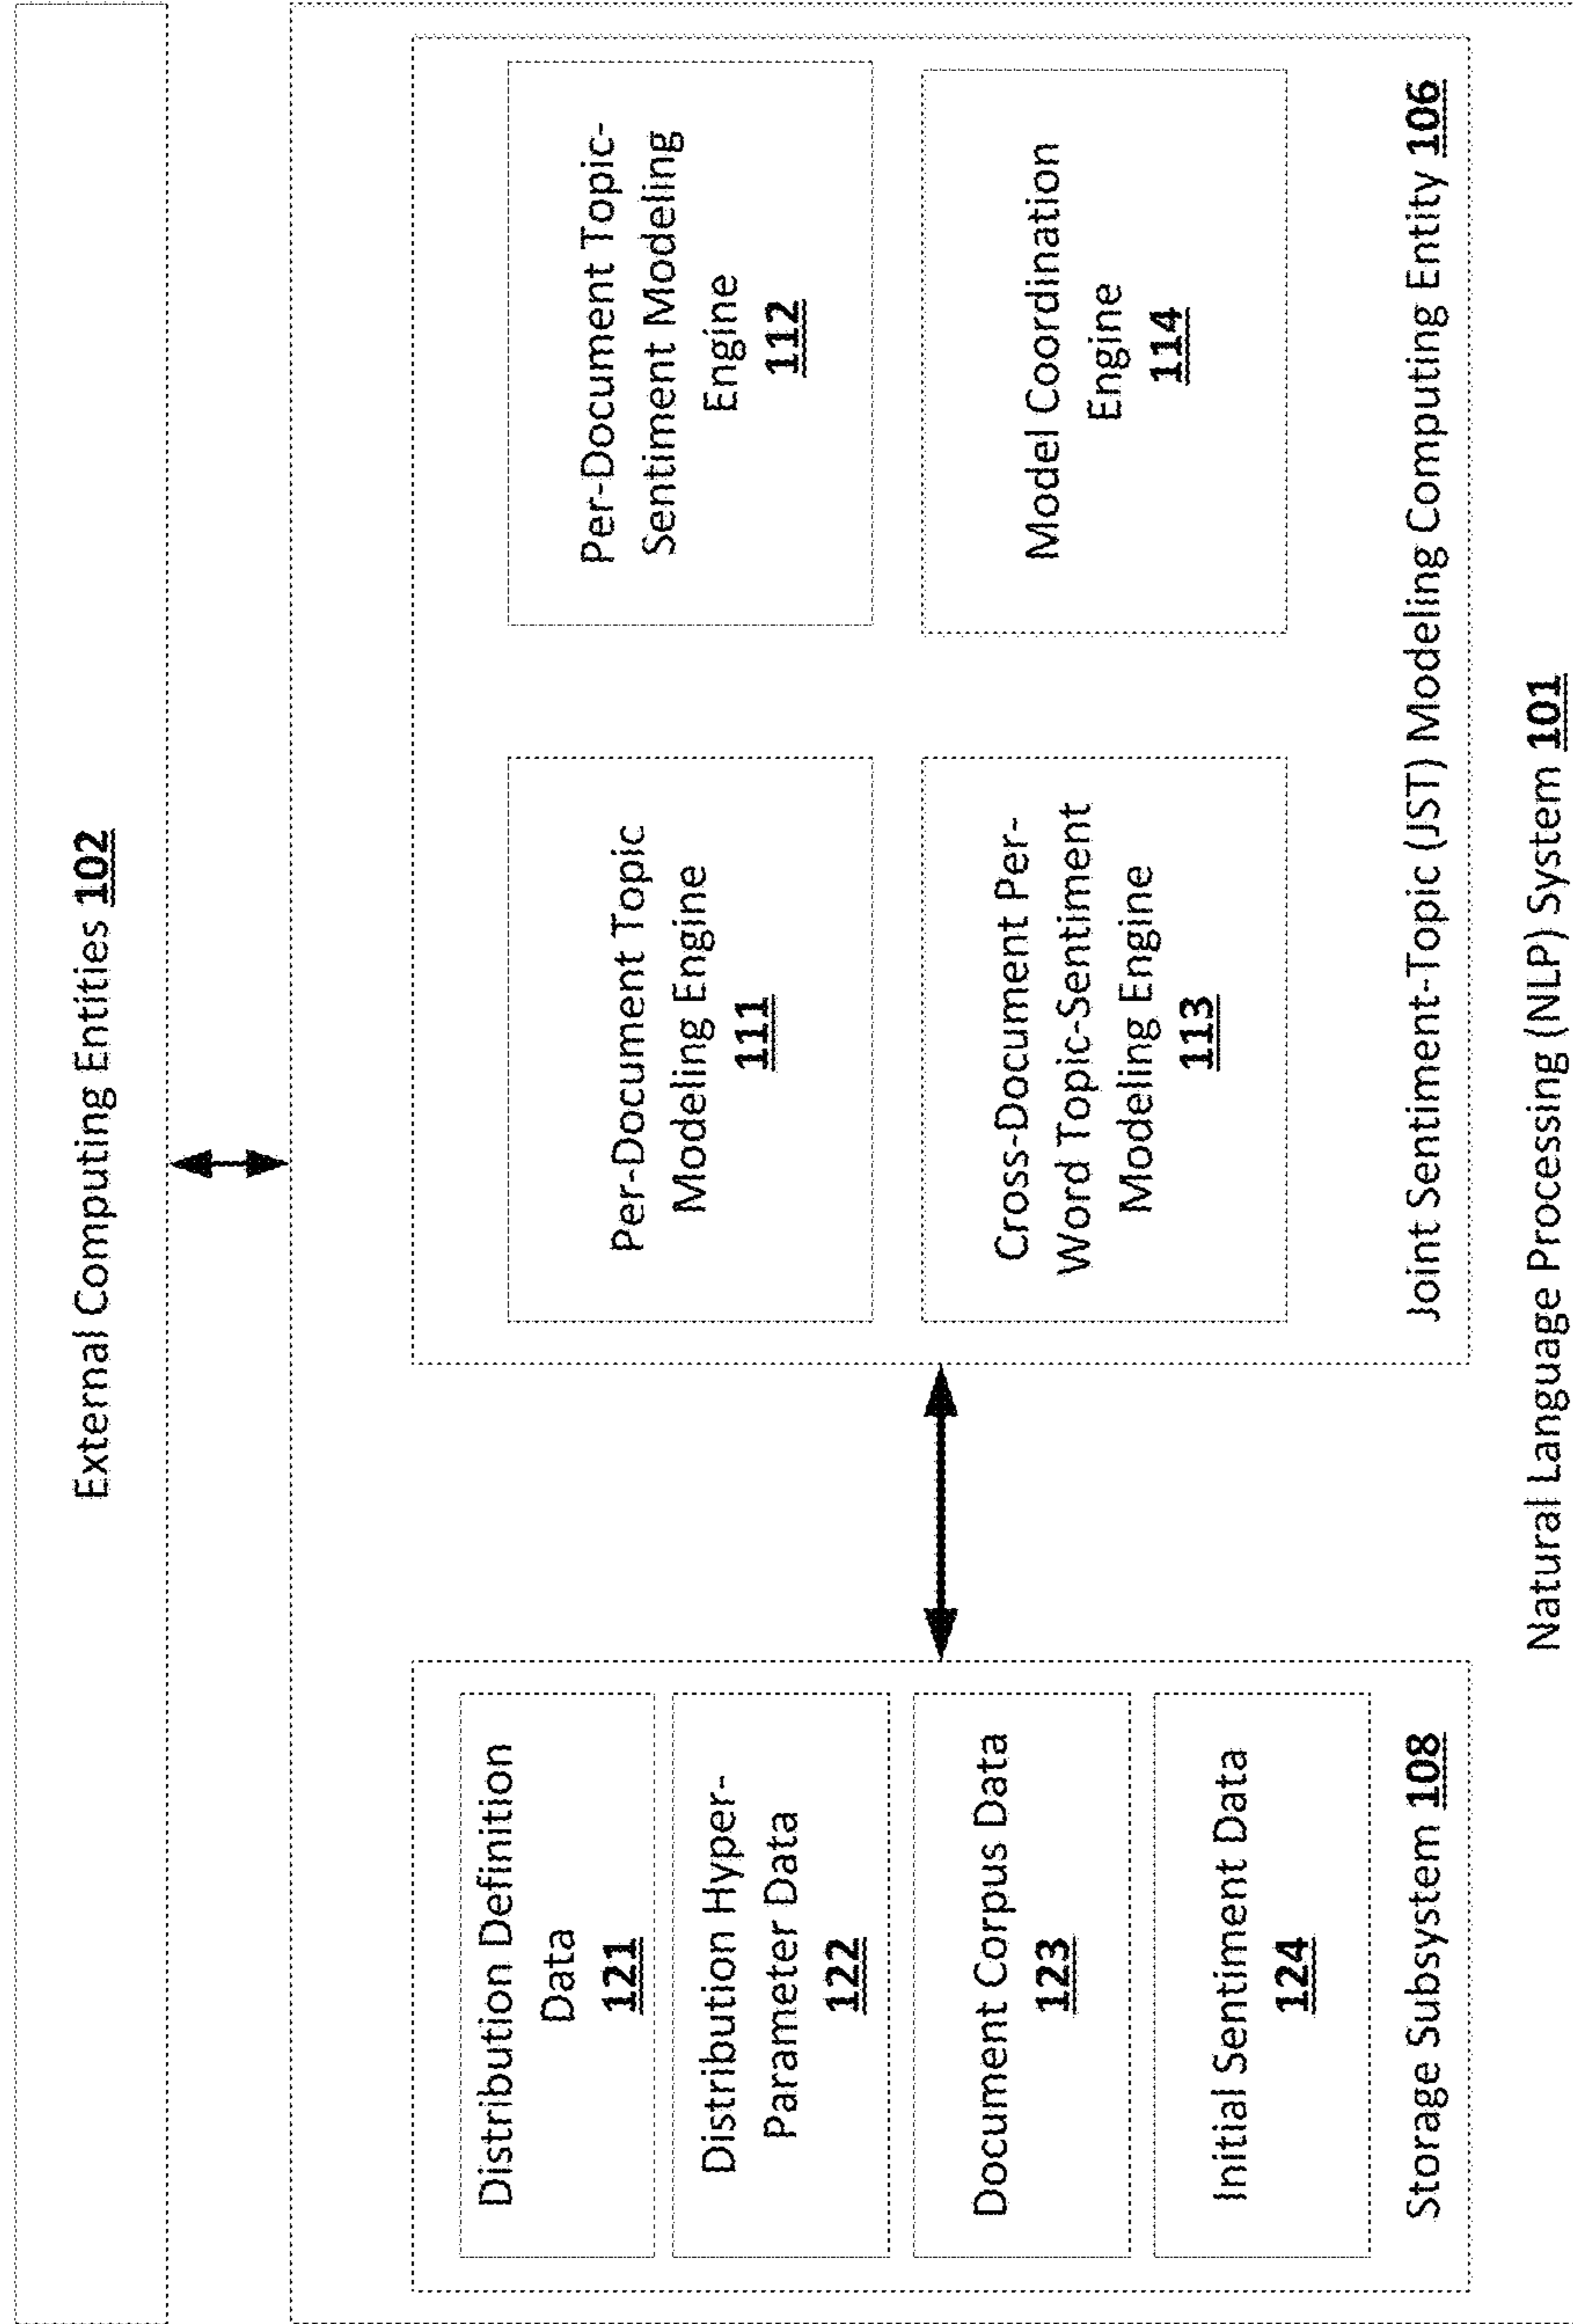 External Computing Entities 102
Distribution Definition
Data
121
Distribution Hyper-
Parameter Data
122
Document Corpus Data
123
Initial Sentiment Data
124
Storage Subsystem 108
Per-Document Topic
Modeling Engine
111
Per-Document Topic-
Sentiment Modeling
Engine
112
Cross-Document Per-
Word Topic-Sentiment
Modeling Engine
113
Model Coordination
Engine
114
Joint Sentiment-Topic (JST) Modeling Computing Entity 106
Natural Language Processing (NLP) System 101